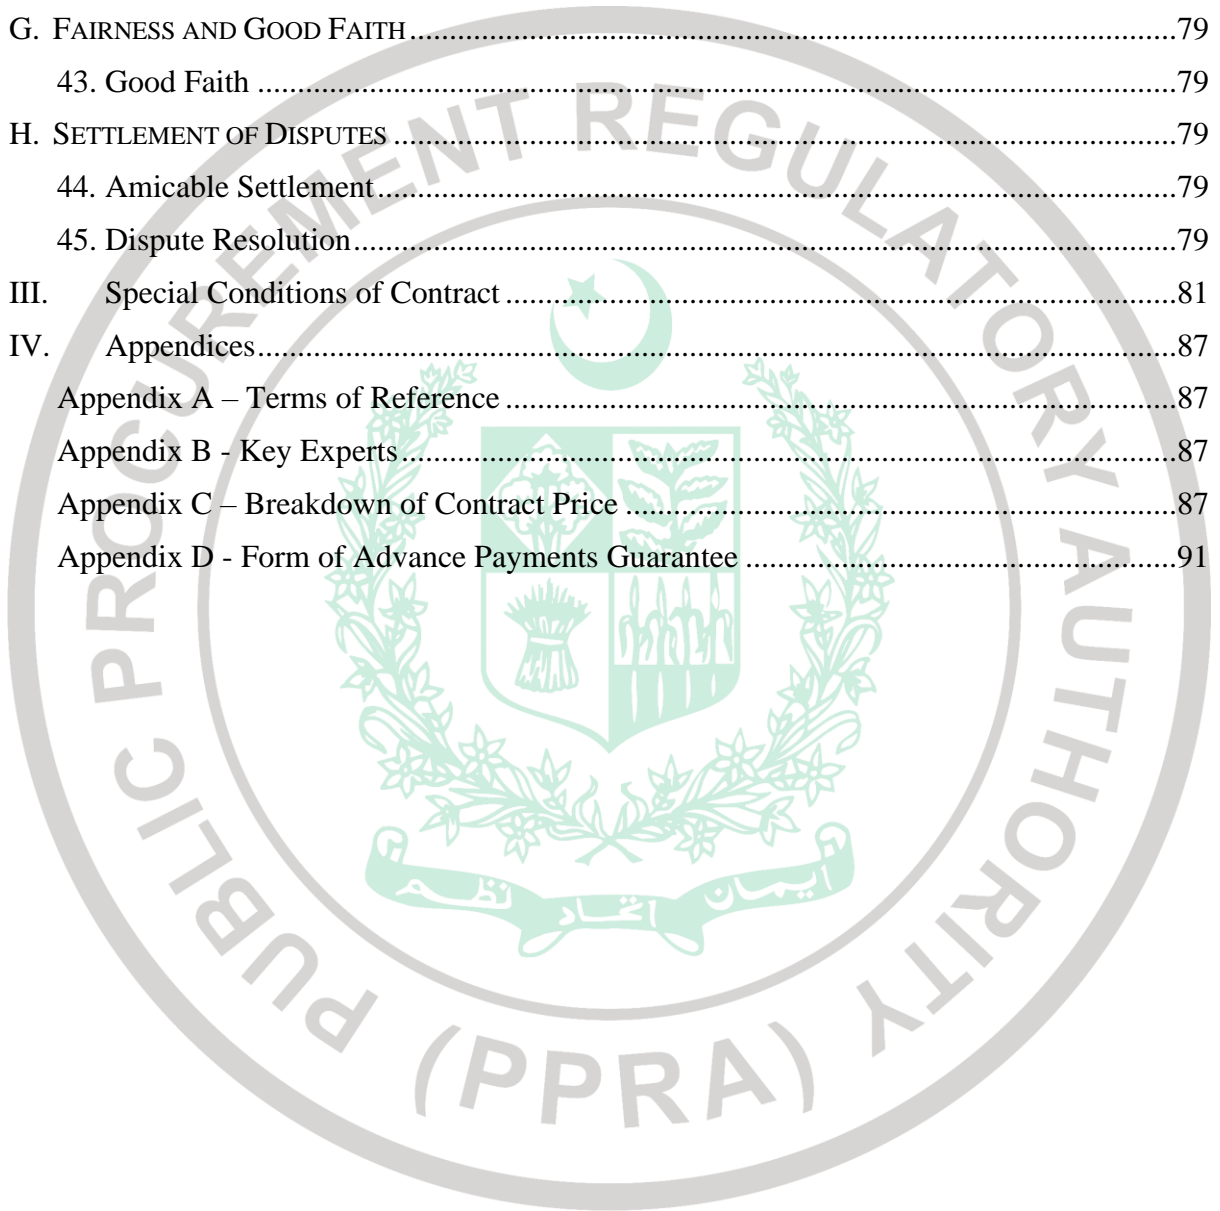 G. FAIRNESS AND GOOD FAITH........................................................................................79
43. Good Faith ........................................................................................79
H. SETTLEMENT OF DISPUTES ........................................................................................79
44. Amicable Settlement........................................................................................79
45. Dispute Resolution........................................................................................79
III. Special Conditions of Contract ........................................................................................81
IV. Appendices........................................................................................87
Appendix A – Terms of Reference ........................................................................................87
Appendix B - Key Experts........................................................................................87
Appendix C – Breakdown of Contract Price ........................................................................................87
Appendix D - Form of Advance Payments Guarantee ........................................................................................91
PUBLIC PROCUREMENT REGULATORY AUTHORITY
(PPRA)
ایمان اتحاد نظم